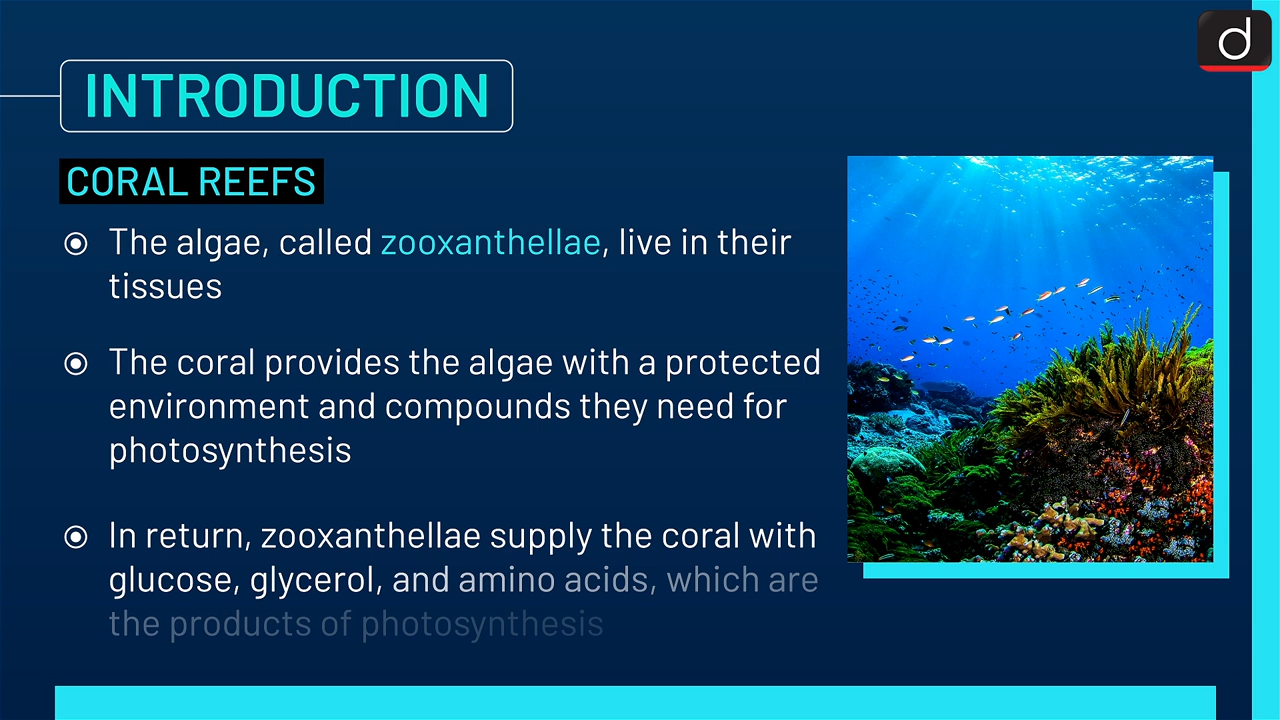 d
INTRODUCTION
CORAL REEFS
The algae, called zooxanthellae, live in their
tissues
The coral provides the algae with a protected
environment and compounds they need for
photosynthesis
In return, zooxanthellae supply the coral with
glucose, glycerol, and amino acids, which are
the products of photosynthesis